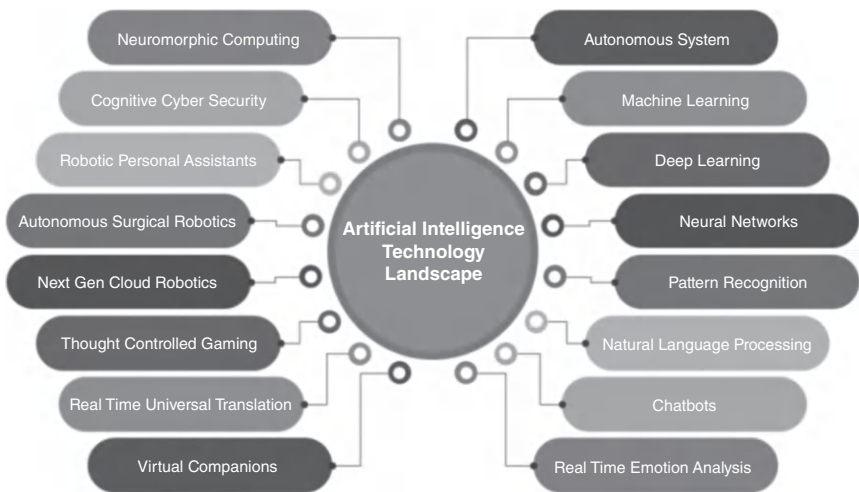 Neuromorphic Computing
Cognitive Cyber Security
Robotic Personal Assistants
Autonomous Surgical Robotics
Next Gen Cloud Robotics
Thought Controlled Gaming
Real Time Universal Translation
Virtual Companions
Artificial Intelligence
Technology
Landscape
Autonomous System
Machine Learning
Deep Learning
Neural Networks
Pattern Recognition
Natural Language Processing
Chatbots
Real Time Emotion Analysis